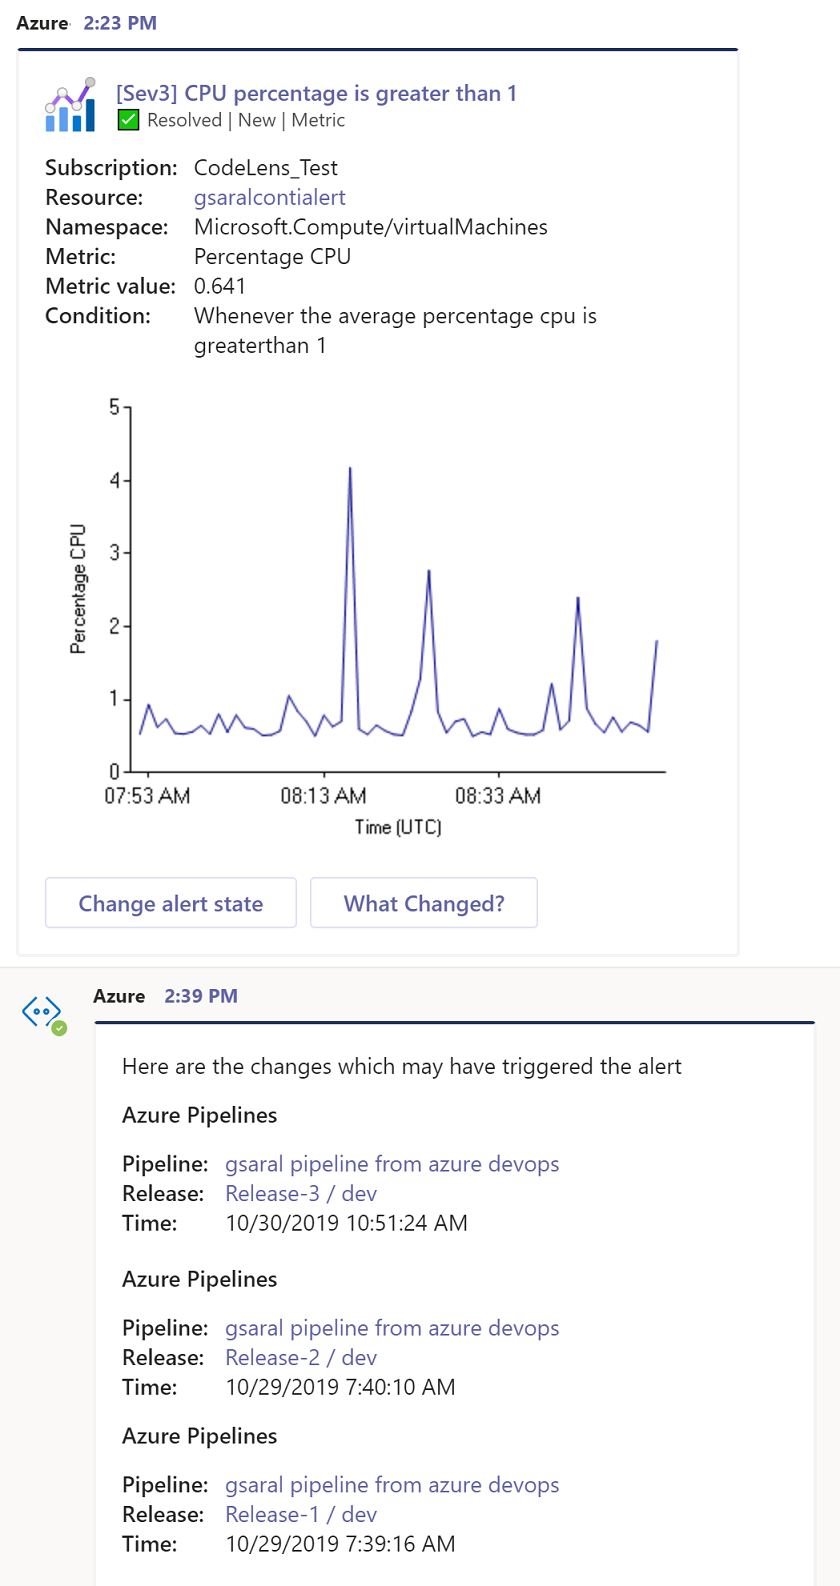 Azure 2:23 PM
[Sev3] CPU percentage is greater than 1
Resolved | New | Metric
Subscription: CodeLens_Test
Resource: gsaralcontialert
Namespace: Microsoft.Compute/virtualMachines
Metric: Percentage CPU
Metric value: 0.641
Condition: Whenever the average percentage cpu is
greaterthan 1
5
4
3
2
1
0
Percentage CPU
07:53 AM 08:13 AM 08:33 AM
Time (UTC)
Change alert state What Changed?
Azure 2:39 PM
Here are the changes which may have triggered the alert
Azure Pipelines
Pipeline: gsaral pipeline from azure devops
Release: Release-3 / dev
Time: 10/30/2019 10:51:24 AM
Azure Pipelines
Pipeline: gsaral pipeline from azure devops
Release: Release-2 / dev
Time: 10/29/2019 7:40:10 AM
Azure Pipelines
Pipeline: gsaral pipeline from azure devops
Release: Release-1 / dev
Time: 10/29/2019 7:39:16 AM